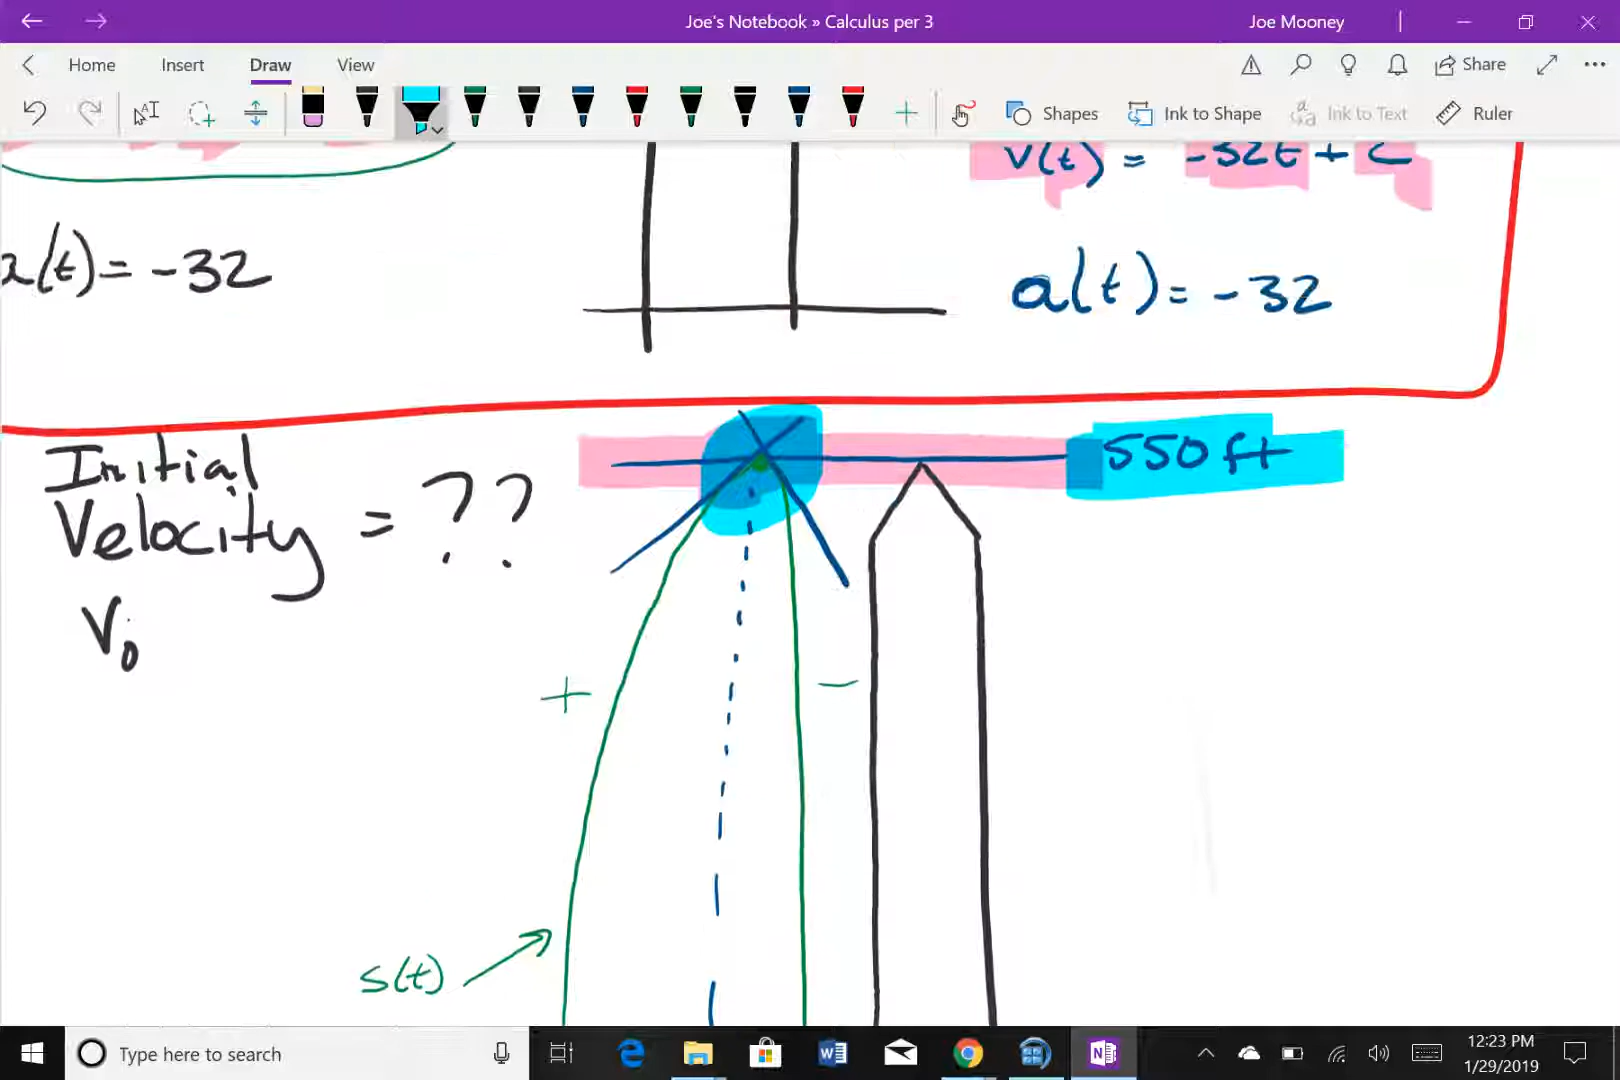 Joe's Notebook » Calculus per 3
Joe Mooney
Home Insert Draw View
Share
Shapes Ink to Shape Ink to Text Ruler
v(t) = -32t + C
a(t) = -32
a(t) = -32
Initial
Velocity = ??
V₀
550 ft
+
−
s(t)
Type here to search
12:23 PM
1/29/2019